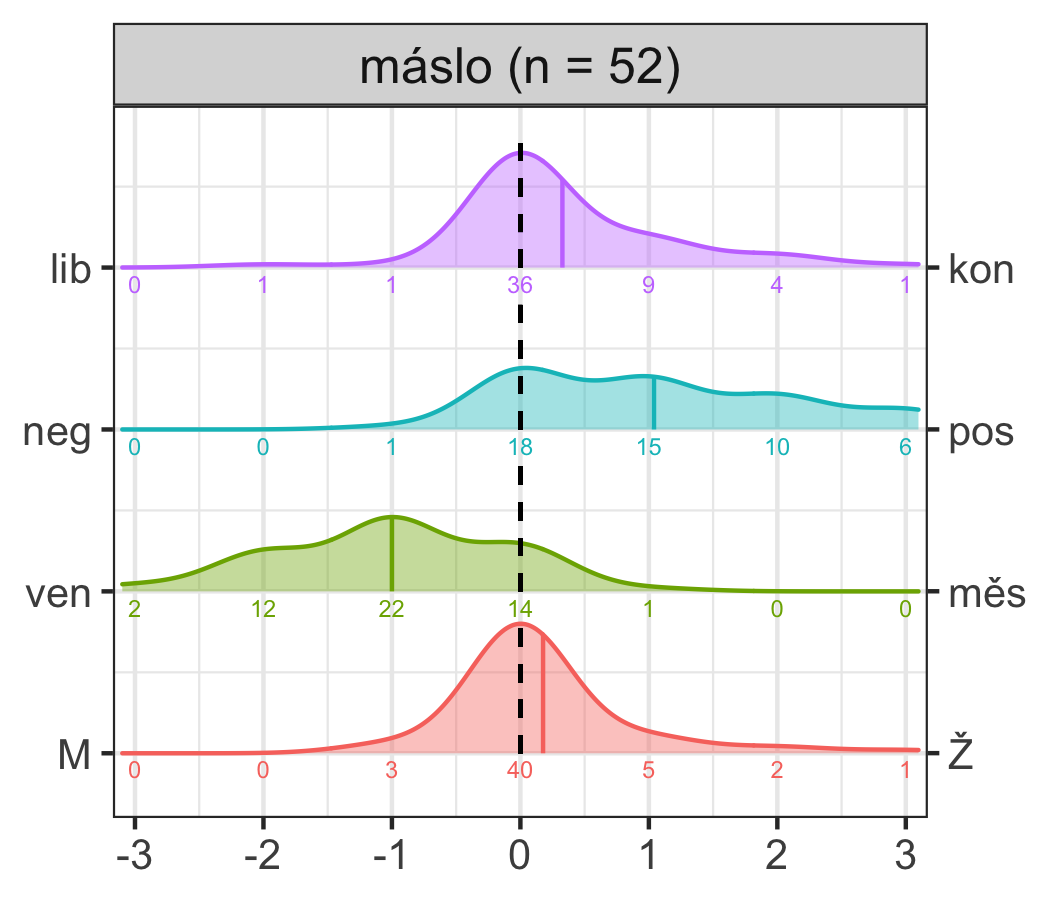 máslo (n = 52)
lib kon
0 1 1 36 9 4 1
neg pos
0 0 1 18 15 10 6
ven měs
2 12 22 14 1 0 0
M Ž
0 0 3 40 5 2 1
-3 -2 -1 0 1 2 3